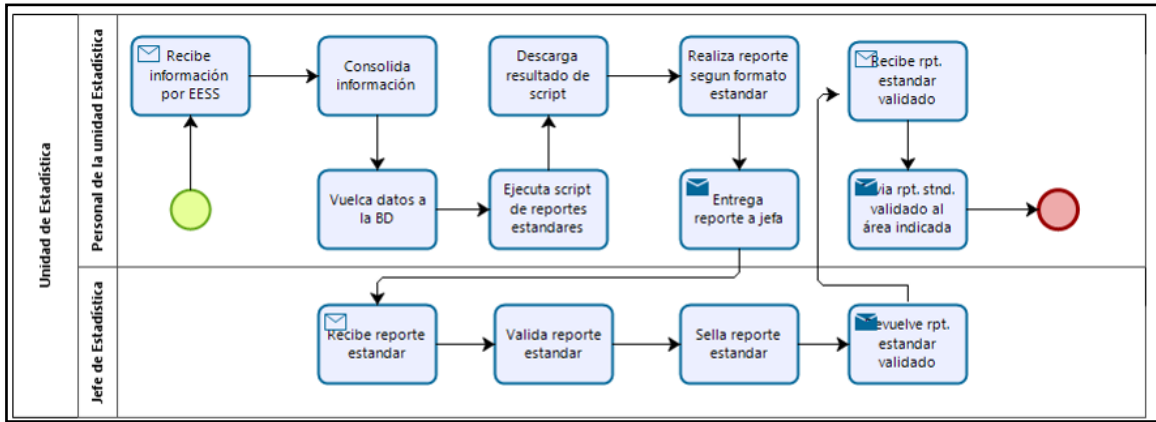 Unidad de Estadística
Personal de la unidad Estadística
Recibe
información
por EESS
Consolida
información
Descarga
resultado de
script
Realiza reporte
segun formato
estandar
Recibe rpt.
estandar
validado
Vuelca datos a
la BD
Ejecuta script
de reportes
estandares
Entrega
reporte a jefa
via rpt. stnd.
validado al
área indicada
Jefe de Estadística
Recibe reporte
estandar
Valida reporte
estandar
Sella reporte
estandar
evuelve rpt.
estandar
validado